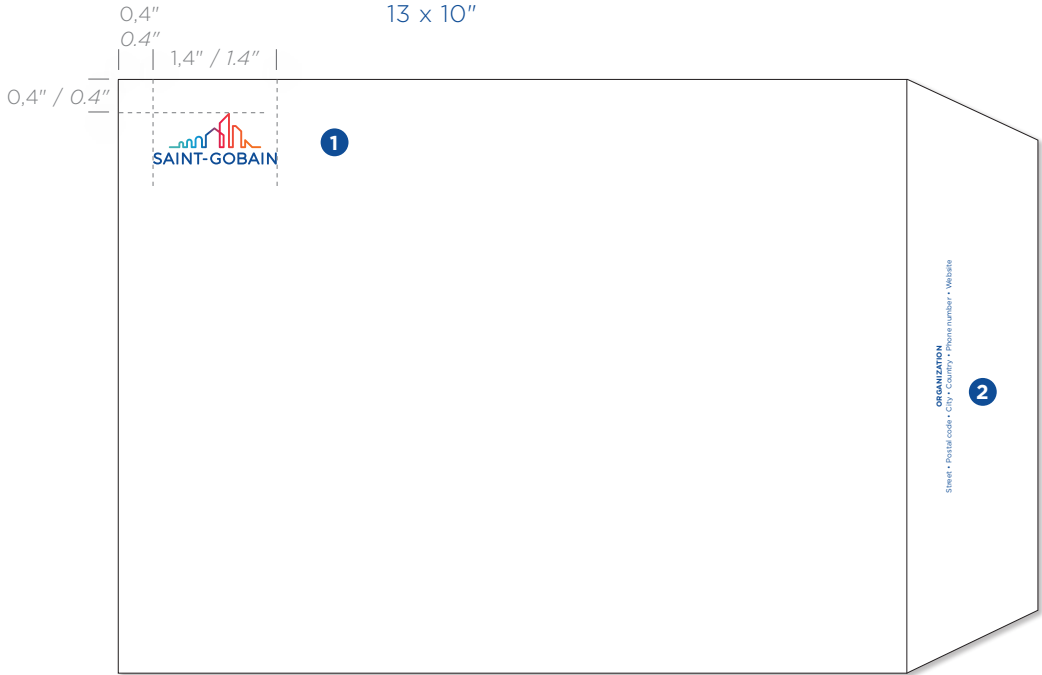 0,4"
0.4"
13 x 10"
1,4" / 1.4"
0,4" / 0.4"
1
SAINT-GOBAIN
ORGANIZATION
Street • Postal code • City • Country • Phone number • Website
2